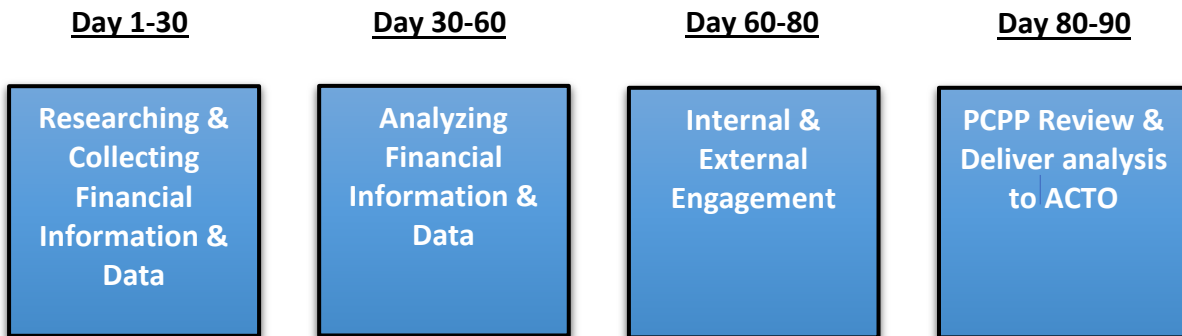 Day 1-30
Day 30-60
Day 60-80
Day 80-90
Researching &
Collecting
Financial
Information &
Data
Analyzing
Financial
Information &
Data
Internal &
External
Engagement
PCPP Review &
Deliver analysis
to ACTO